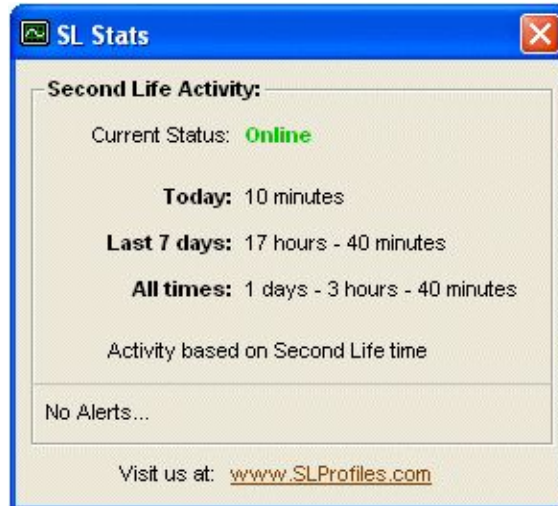 SL Stats
Second Life Activity:
Current Status: Online
Today: 10 minutes
Last 7 days: 17 hours - 40 minutes
All times: 1 days - 3 hours - 40 minutes
Activity based on Second Life time
No Alerts...
Visit us at: www.SLProfiles.com